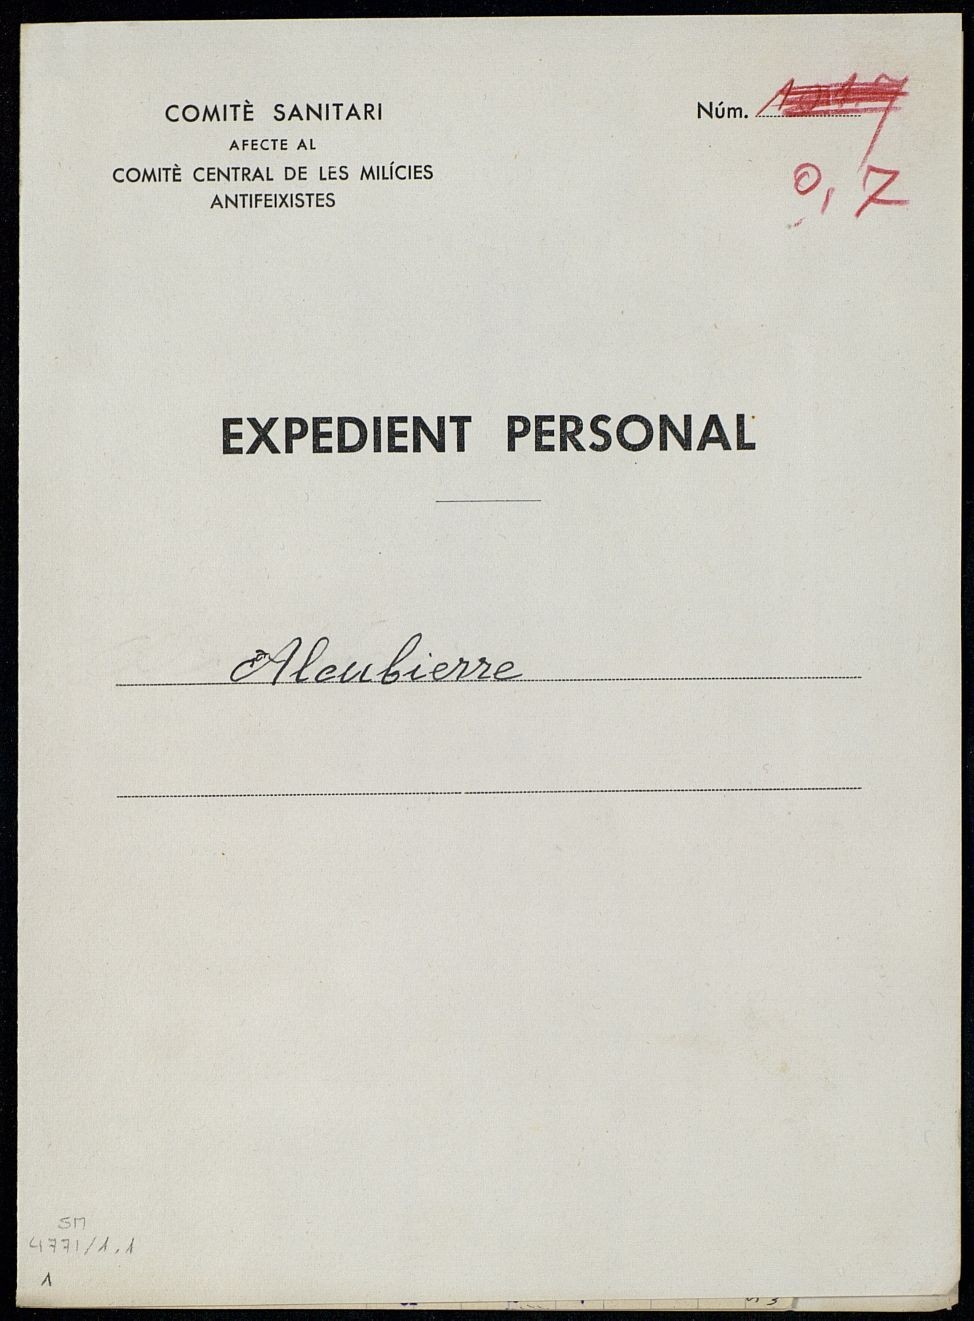 COMITÈ SANITARI
AFECTE AL
COMITÈ CENTRAL DE LES MILÍCIES
ANTIFEIXISTES
Núm.
0,7
EXPEDIENT PERSONAL
Alcubierre
SM
4771/1,1
1